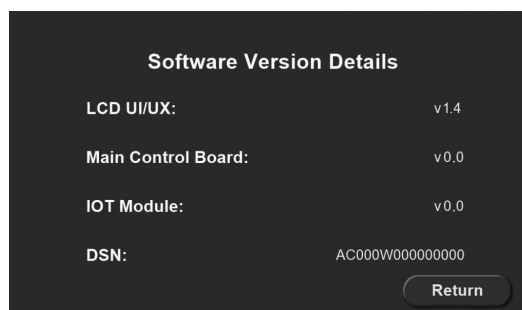 Software Version Details
LCD UI/UX: v1.4
Main Control Board: v0.0
IOT Module: v0.0
DSN: AC000W000000000
Return